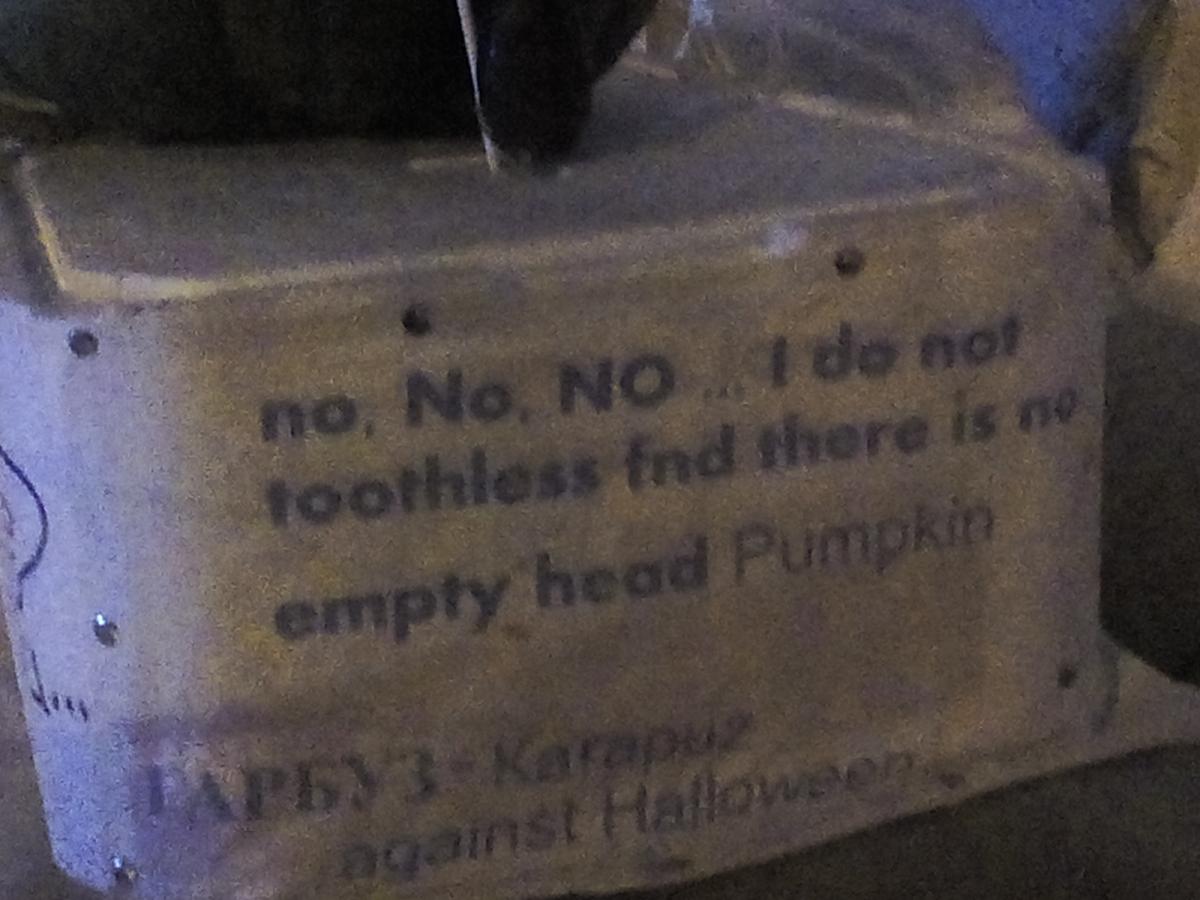 no, No, NO ... I do not
toothless fnd there is no
empty head Pumpkin
ГАРБУЗ - Karapuz
against Halloween